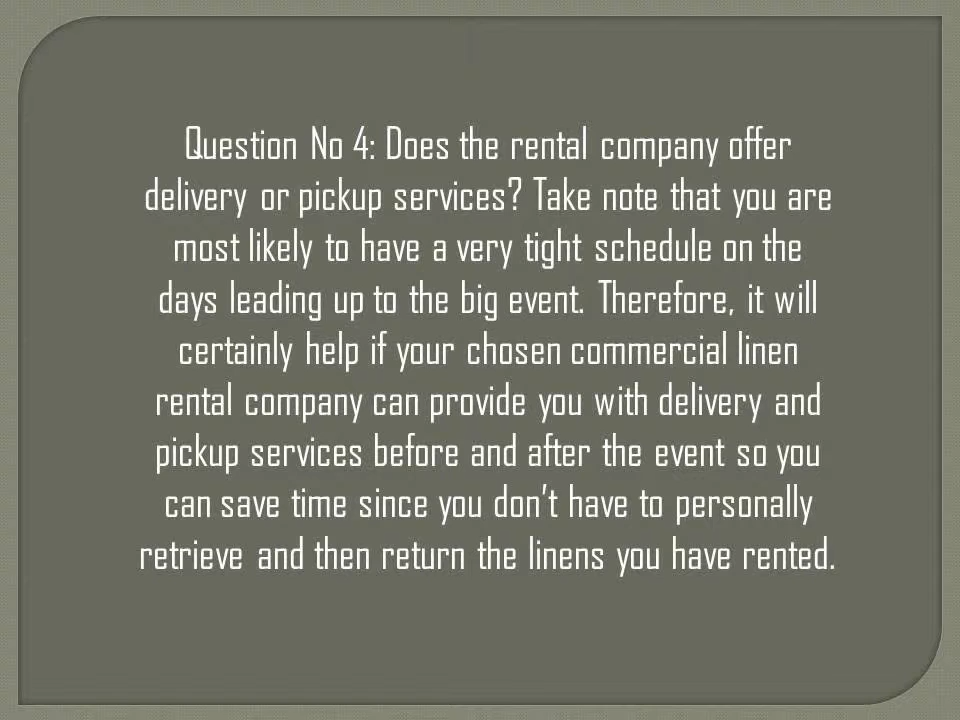 Question No 4: Does the rental company offer
delivery or pickup services? Take note that you are
most likely to have a very tight schedule on the
days leading up to the big event. Therefore, it will
certainly help if your chosen commercial linen
rental company can provide you with delivery and
pickup services before and after the event so you
can save time since you don’t have to personally
retrieve and then return the linens you have rented.